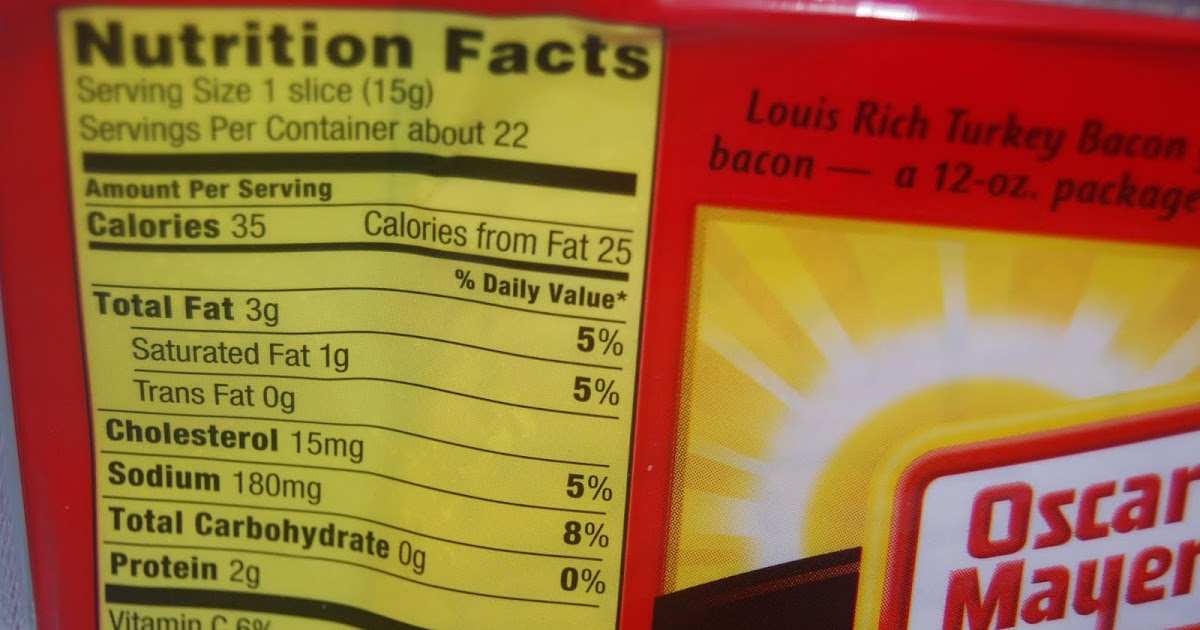 Nutrition Facts
Serving Size 1 slice (15g)
Servings Per Container about 22
Amount Per Serving
Calories 35 Calories from Fat 25
% Daily Value*
Total Fat 3g 5%
Saturated Fat 1g 5%
Trans Fat 0g
Cholesterol 15mg 5%
Sodium 180mg 8%
Total Carbohydrate 0g 0%
Protein 2g
Vitamin C 6%
Louis Rich Turkey Bacon
bacon — a 12-oz. package
Oscar
Mayer